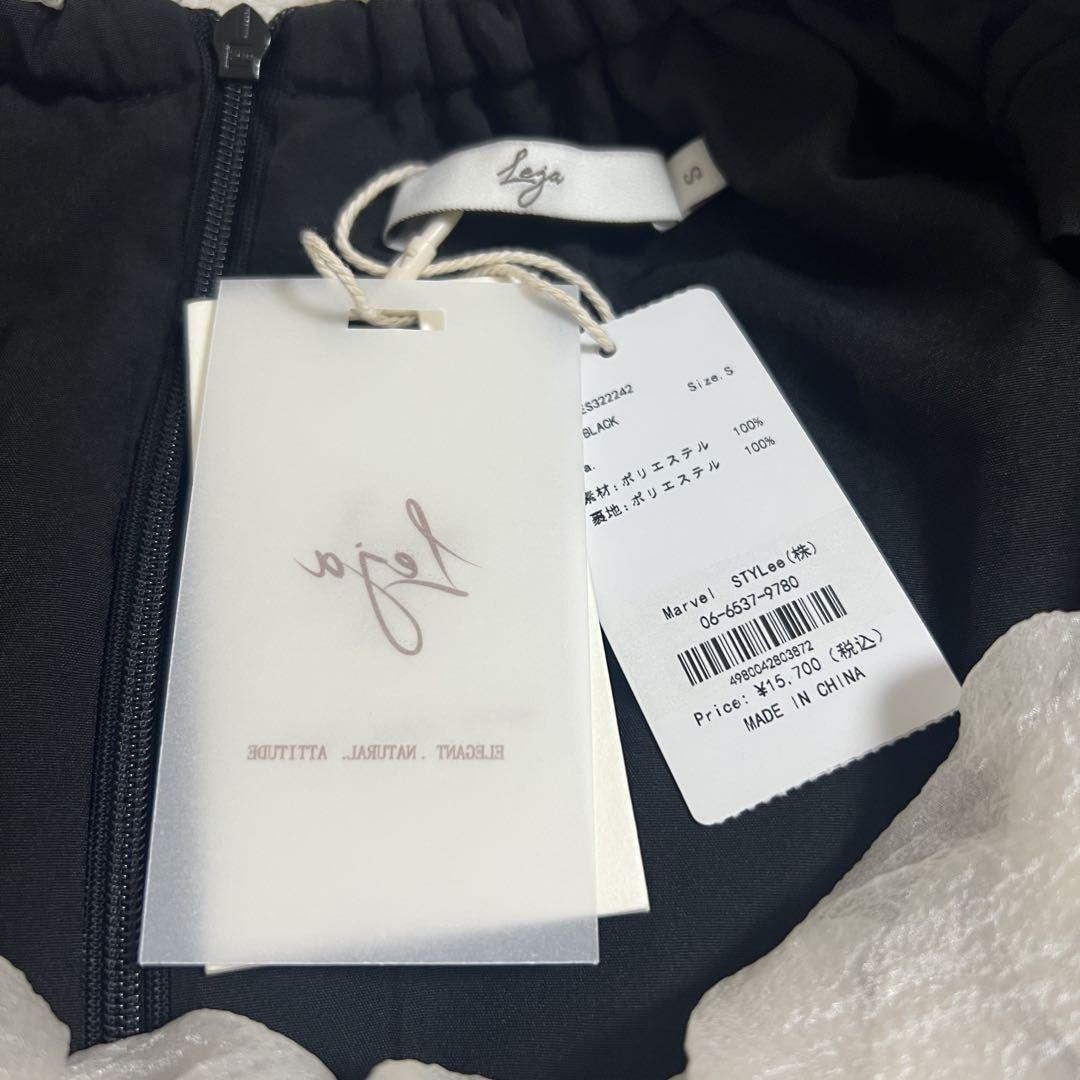 Leja
S
Leja
ELEGANT . NATURAL. ATTITUDE
ES322242 Size.S
BLACK
a.
素材:ポリエステル 100%
裏地:ポリエステル 100%
Marvel STYLee(株)
06-6537-9780
4980042803872
Price:¥15,700(税込)
MADE IN CHINA